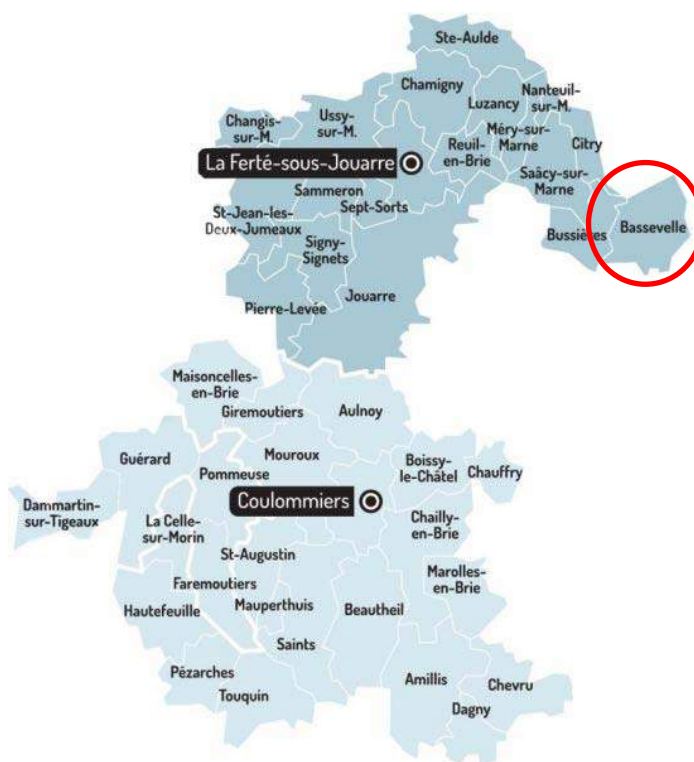 Ste-Aulde
Chamigny
Nanteuil-
sur-M.
Luzancy
Changis-
sur-M.
Ussy-
sur-M.
Méry-sur-
Marne
Reuil-
en-Brie
Citry
La Ferté-sous-Jouarre
Saâcy-sur-
Marne
Sammeron
Sept-Sorts
St-Jean-les-
Deux-Jumeaux
Bussières
Bassevelle
Signy-
Signets
Jouarre
Pierre-Levée
Maisoncelles-
en-Brie
Giremoutiers
Aulnoy
Mouroux
Guérard
Pommeuse
Boissy-
le-Châtel
Chauffry
Coulommiers
Dammartin-
sur-Tigeaux
La Celle-
sur-Morin
Chailly-
en-Brie
St-Augustin
Marolles-
en-Brie
Faremoutiers
Hautefeuille
Mauperthuis
Beautheil
Saints
Pézarches
Touquin
Amillis
Chevru
Dagny